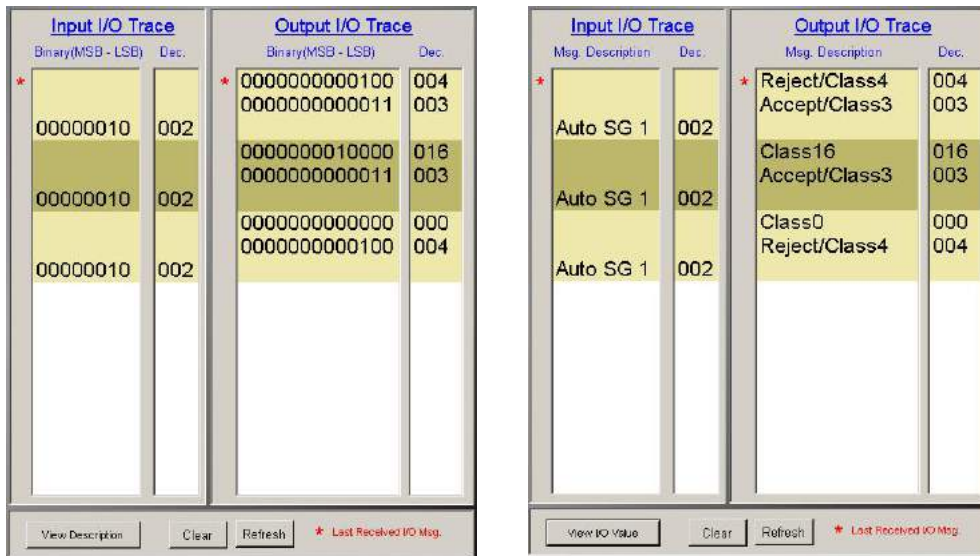 Input I/O Trace
Output I/O Trace
Binary(MSB - LSB) Dec.
Binary(MSB - LSB) Dec.
* * 0000000000100 004
0000000000011 003
00000010 002
0000000010000 016
0000000000011 003
00000010 002
0000000000000 000
0000000000100 004
00000010 002
View Description Clear Refresh * Last Received I/O Msg.
Input I/O Trace
Output I/O Trace
Msg. Description Dec.
Msg. Description Dec.
* * Reject/Class4 004
Accept/Class3 003
Auto SG 1 002
Class16 016
Accept/Class3 003
Auto SG 1 002
Class0 000
Reject/Class4 004
Auto SG 1 002
View I/O Value Clear Refresh * Last Received I/O Msg.